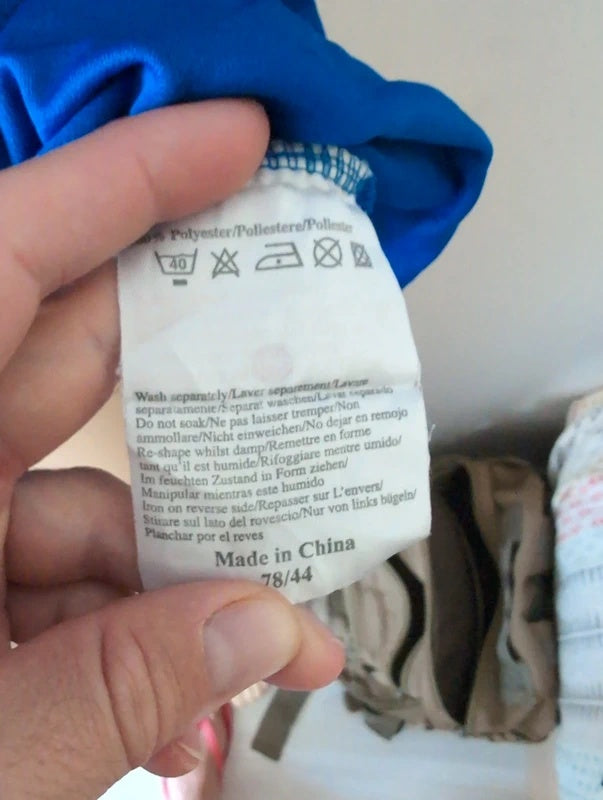 % Polyester/Poliestere/Poliester
40
Wash separately/Laver separement/Lavare
separatamente/Separat waschen/Lavar separado
Do not soak/Ne pas laisser tremper/Non
ammollare/Nicht einweichen/No dejar en remojo
Re-shape whilst damp/Remettre en forme
tant qu'il est humide/Rifoggiare mentre umido/
Im feuchten Zustand in Form ziehen/
Manipular mientras este humido
Iron on reverse side/Repasser sur L'envers/
Stirare sul lato del rovescio/Nur von links bügeln/
Planchar por el reves
Made in China
78/44